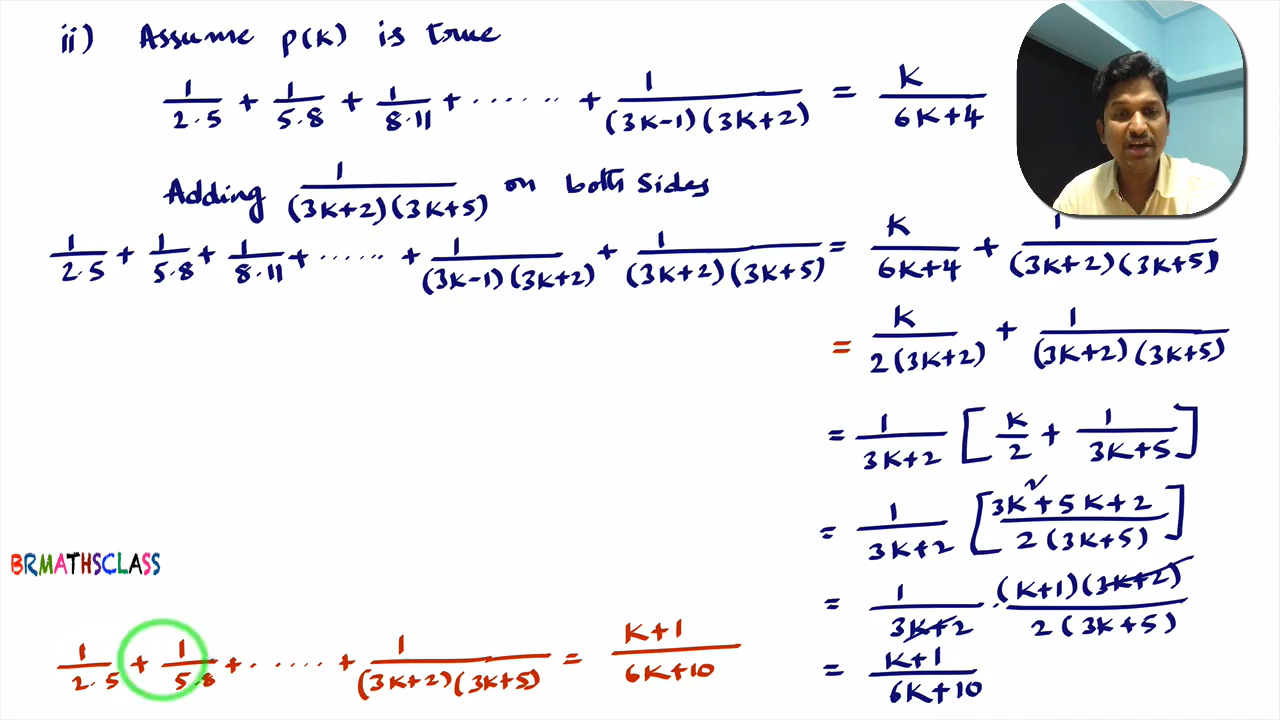 ii) Assume P(K) is true
1/2·5 + 1/5·8 + 1/8·11 + ······ + 1/(3K-1)(3K+2) = K/6K+4
Adding 1/(3K+2)(3K+5) on both sides
1/2·5 + 1/5·8 + 1/8·11 + ······ + 1/(3K-1)(3K+2) + 1/(3K+2)(3K+5) = K/6K+4 + 1/(3K+2)(3K+5)
= K/2(3K+2) + 1/(3K+2)(3K+5)
= 1/3K+2 [K/2 + 1/3K+5]
= 1/3K+2 [3K²+5K+2/2(3K+5)]
BRMATHSCLASS
= 1/3K+2 · (K+1)(3K+2)/2(3K+5)
1/2·5 + 1/5·8 + ······ + 1/(3K+2)(3K+5) = K+1/6K+10
= K+1/6K+10